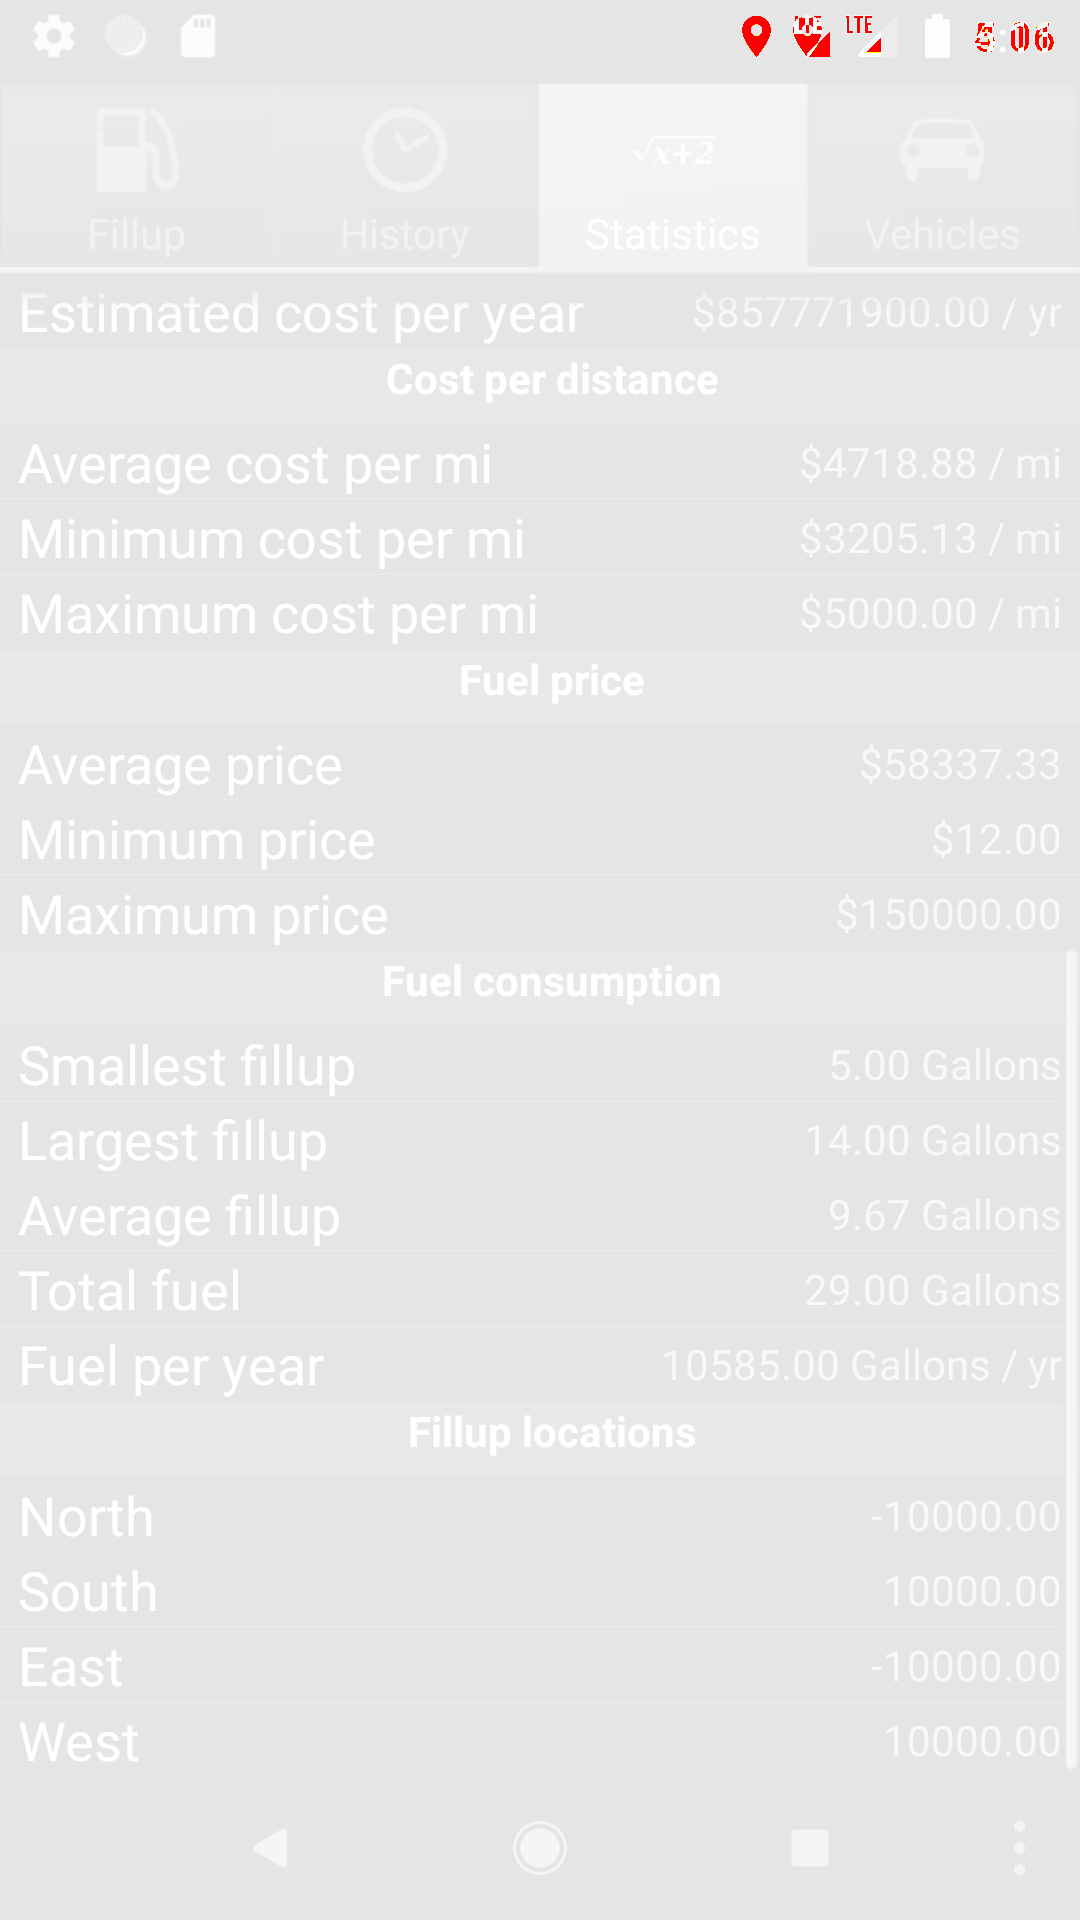 LTE LTE
Fillup History √x+2 Statistics Vehicles
Estimated cost per year $857771900.00 / yr
Cost per distance
Average cost per mi $4718.88 / mi
Minimum cost per mi $3205.13 / mi
Maximum cost per mi $5000.00 / mi
Fuel price
Average price $58337.33
Minimum price $12.00
Maximum price $150000.00
Fuel consumption
Smallest fillup 5.00 Gallons
Largest fillup 14.00 Gallons
Average fillup 9.67 Gallons
Total fuel 29.00 Gallons
Fuel per year 10585.00 Gallons / yr
Fillup locations
North -10000.00
South 10000.00
East -10000.00
West 10000.00